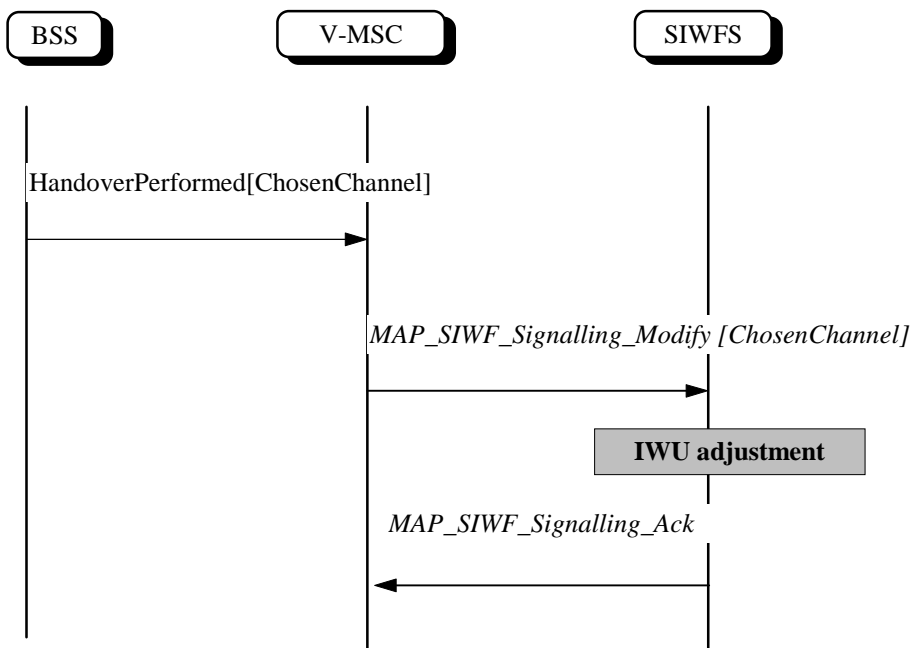 BSS
V-MSC
SIWFS
HandoverPerformed[ChosenChannel]
MAP_SIWF_Signalling_Modify [ChosenChannel]
IWU adjustment
MAP_SIWF_Signalling_Ack